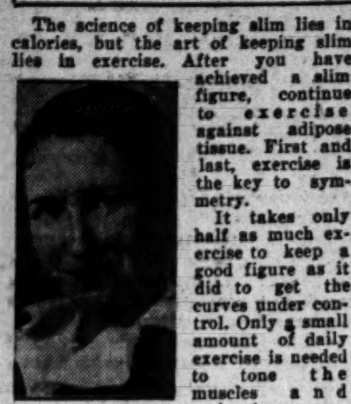 The science of keeping slim lies in
calories, but the art of keeping slim
lies in exercise. After you have
achieved a slim
figure, continue
to exercise
against adipose
tissue. First and
last, exercise is
the key to sym-
metry.
It takes only
half as much ex-
ercise to keep a
good figure as it
did to get the
curves under con-
trol. Only a small
amount of daily
exercise is needed
to tone the
muscles and